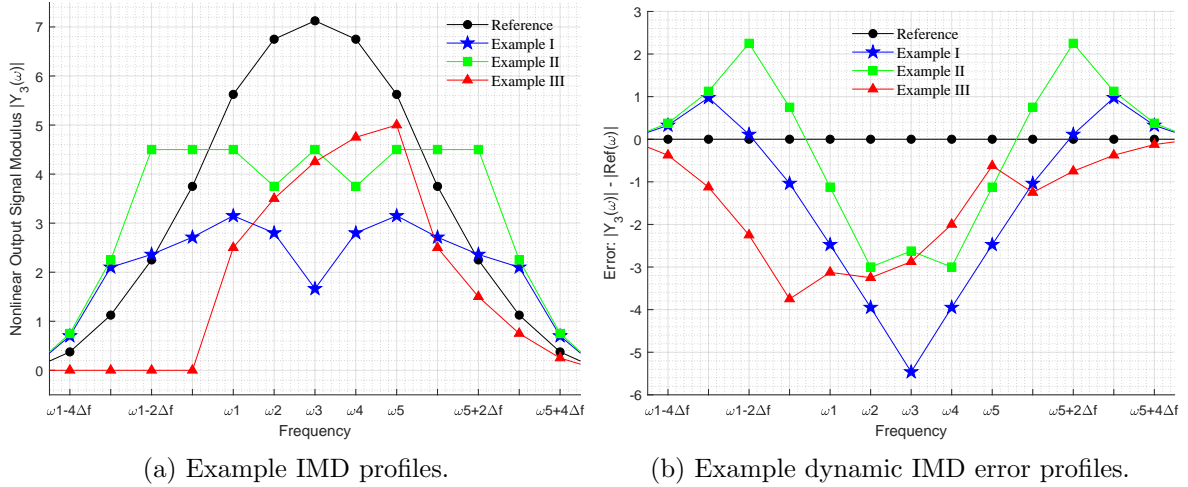 Nonlinear Output Signal Modulus |Y₃(ω)|
7
6
5
4
3
2
1
0
Reference
Example I
Example II
Example III
ω1-4Δf
ω1-2Δf
ω1
ω2
ω3
ω4
ω5
ω5+2Δf
ω5+4Δf
Frequency
(a) Example IMD profiles.
Error: |Y₃(ω)| - |Ref(ω)|
3
2
1
0
-1
-2
-3
-4
-5
-6
Reference
Example I
Example II
Example III
ω1-4Δf
ω1-2Δf
ω1
ω2
ω3
ω4
ω5
ω5+2Δf
ω5+4Δf
Frequency
(b) Example dynamic IMD error profiles.